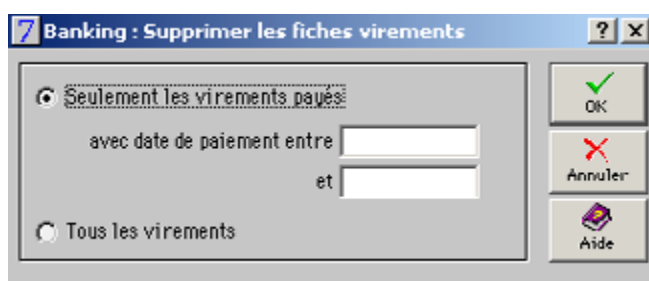 7 Banking : Supprimer les fiches virements ? X
Seulement les virements payés
avec date de paiement entre
et
Tous les virements
OK
Annuler
Aide